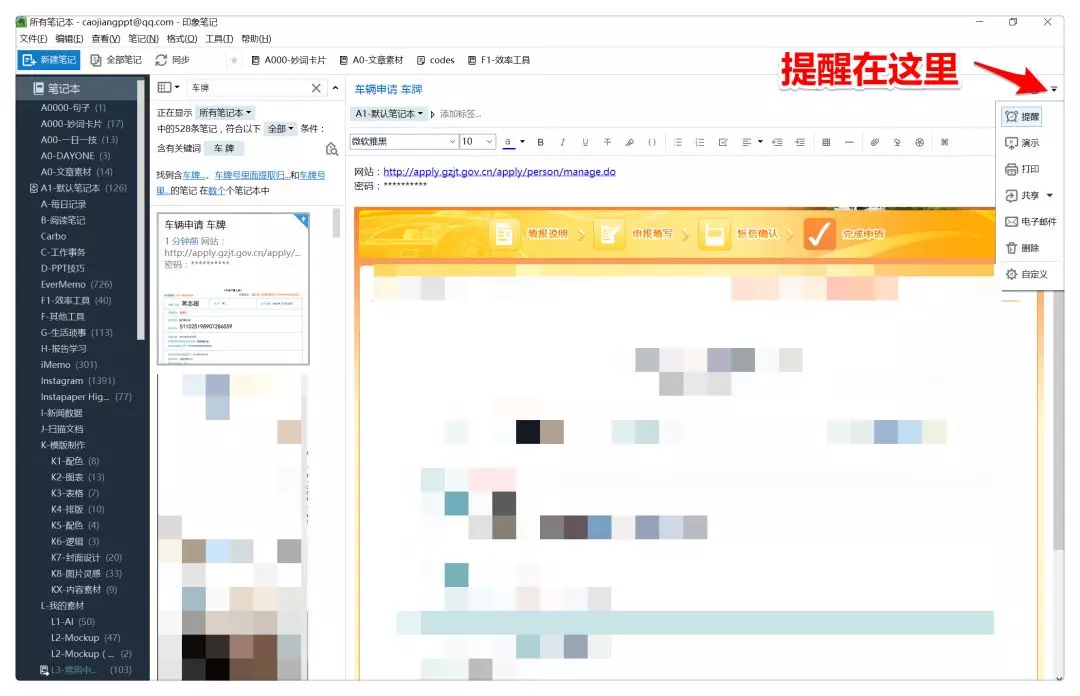 所有笔记本 - caojiangppt@qq.com - 印象笔记
文件(F) 编辑(E) 查看(V) 笔记(N) 格式(O) 工具(T) 帮助(H)
新建笔记 全部笔记 同步 A000-妙词卡片 A0-文章素材 codes F1-效率工具
提醒在这里
笔记本
A0000-句子 (1)
A000-妙词卡片 (17)
A00-一日一技 (13)
A0-DAYONE (3)
A0-文章素材 (14)
A1-默认笔记本 (126)
A-每日记录
B-阅读笔记
Carbo
C-工作事务
D-PPT技巧
EverMemo (726)
F1-效率工具 (40)
F-其他工具
G-生活琐事 (113)
H-报告学习
iMemo (301)
Instagram (1391)
Instapaper Hig... (77)
I-新闻数据
J-扫描文档
K-模版制作
K1-配色 (8)
K2-图表 (13)
K3-表格 (7)
K4-排版 (10)
K5-配色 (4)
K6-逻辑 (3)
K7-封面设计 (20)
K8-图片灵感 (33)
KX-内容素材 (9)
L-我的素材
L1-AI (50)
L2-Mockup (47)
L2-Mockup ( ... (2)
L3-常用中... (103)
车牌
正在显示 所有笔记本
中的528条笔记，符合以下 全部 条件：
含有关键词 车 牌
找到含车牌...、车牌号里面提取归...和车牌号
里...的笔记 在数个个笔记本中
车辆申请 车牌
1 分钟前 网站：
http://apply.gzjt.gov.cn/apply/...
密码：**********
511025198907286559
车辆申请 车牌
A1-默认笔记本 添加标签...
微软雅黑 10 a B I U T
网站：http://apply.gzjt.gov.cn/apply/person/manage.do
密码：**********
填报说明 申报填写 短信确认 完成申请
提醒
演示
打印
共享
电子邮件
删除
自定义